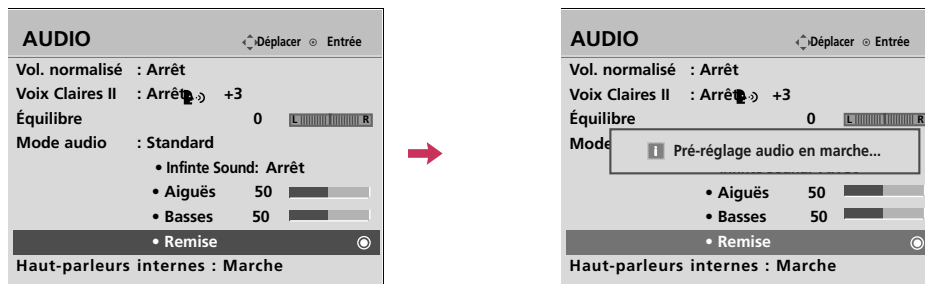 AUDIO
Déplacer Entrée
Vol. normalisé : Arrêt
Voix Claires II : Arrêt +3
Équilibre 0 L R
Mode audio : Standard
• Infinte Sound: Arrêt
• Aiguës 50
• Basses 50
• Remise
Haut-parleurs internes : Marche
AUDIO
Déplacer Entrée
Vol. normalisé : Arrêt
Voix Claires II : Arrêt +3
Équilibre 0 L R
Mode
i Pré-réglage audio en marche...
• Aiguës 50
• Basses 50
• Remise
Haut-parleurs internes : Marche